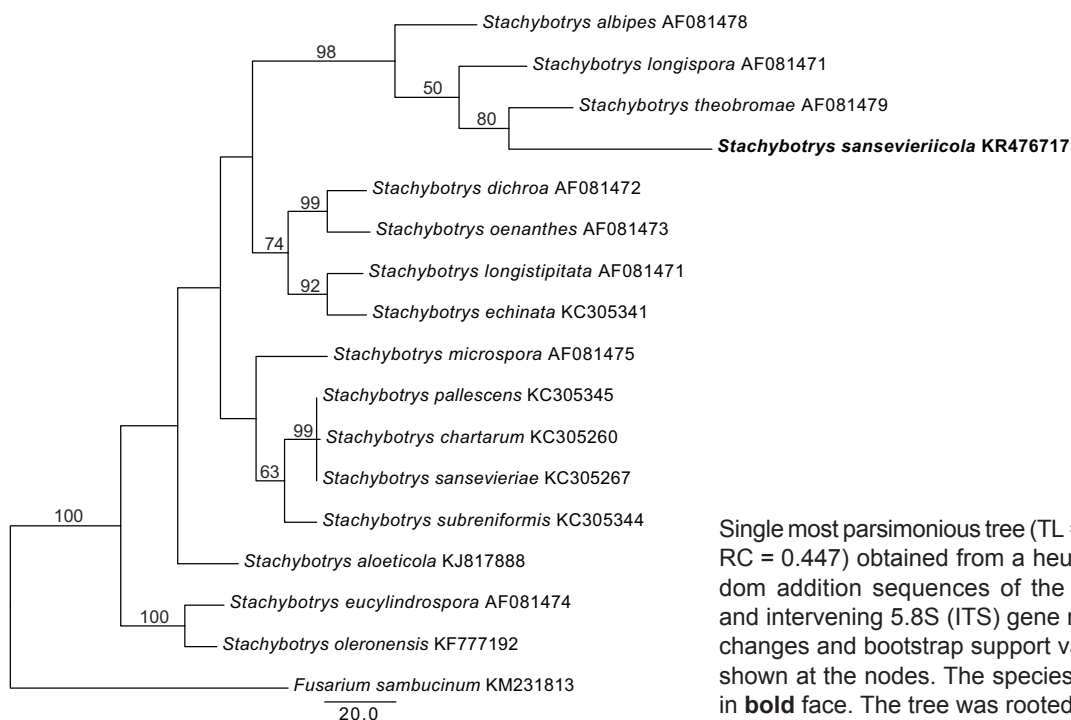 98
Stachybotrys albipes AF081478
50
Stachybotrys longispora AF081471
80
Stachybotrys theobromae AF081479
Stachybotrys sansevieriicola KR476717
Stachybotrys dichroa AF081472
99
Stachybotrys oenanthes AF081473
74
Stachybotrys longistipitata AF081471
92
Stachybotrys echinata KC305341
Stachybotrys microspora AF081475
Stachybotrys pallescens KC305345
99
Stachybotrys chartarum KC305260
63
Stachybotrys sansevieriae KC305267
Stachybotrys subreniformis KC305344
100
Stachybotrys aloeticola KJ817888
Stachybotrys eucylindrospora AF081474
100
Stachybotrys oleronensis KF777192
Fusarium sambucinum KM231813
20.0
Single most parsimonious tree (TL =
RC = 0.447) obtained from a heu
dom addition sequences of the
and intervening 5.8S (ITS) gene
changes and bootstrap support va
shown at the nodes. The species
in bold face. The tree was rooted